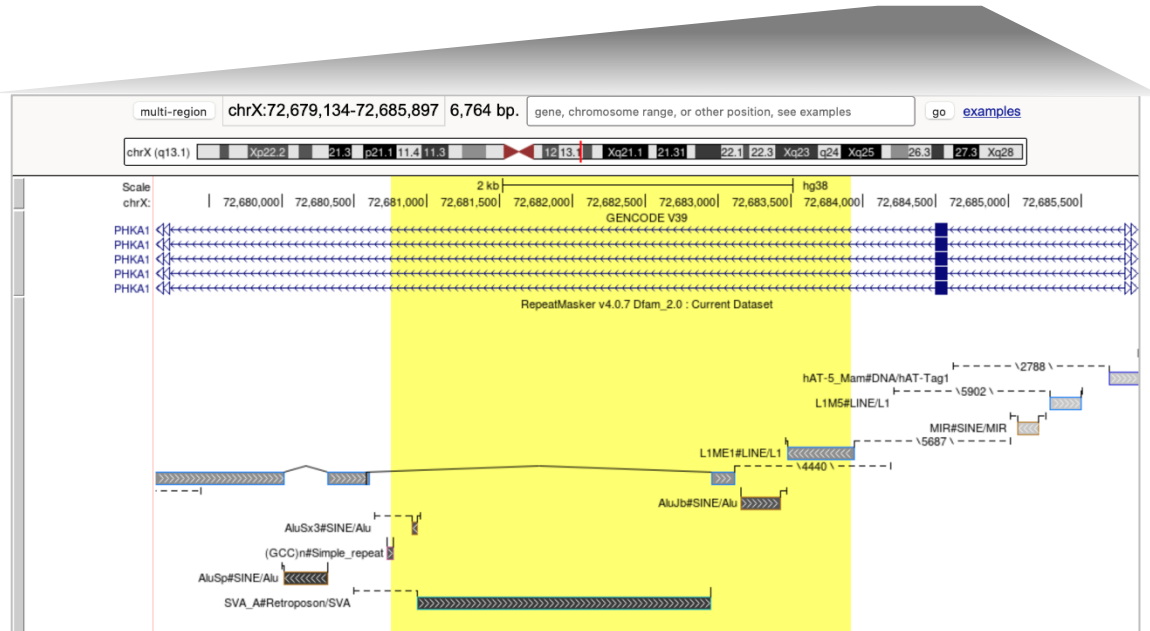 multi-region chrX:72,679,134-72,685,897 6,764 bp. gene, chromosome range, or other position, see examples go examples
chrX (q13.1) Xp22.2 21.3 p21.1 11.4 11.3 12 13.1 Xq21.1 21.31 22.1 22.3 Xq23 q24 Xq25 26.3 27.3 Xq28
Scale 2 kb hg38
chrX: 72,680,000 72,680,500 72,681,000 72,681,500 72,682,000 72,682,500 72,683,000 72,683,500 72,684,000 72,684,500 72,685,000 72,685,500
GENCODE V39
PHKA1
PHKA1
PHKA1
PHKA1
PHKA1
RepeatMasker v4.0.7 Dfam_2.0 : Current Dataset
2788
hAT-5_Mam#DNA/hAT-Tag1
5902
L1M5#LINE/L1
MIR#SINE/MIR
5687
L1ME1#LINE/L1
4440
AluJb#SINE/Alu
AluSx3#SINE/Alu
(GCC)n#Simple_repeat
AluSp#SINE/Alu
SVA_A#Retroposon/SVA